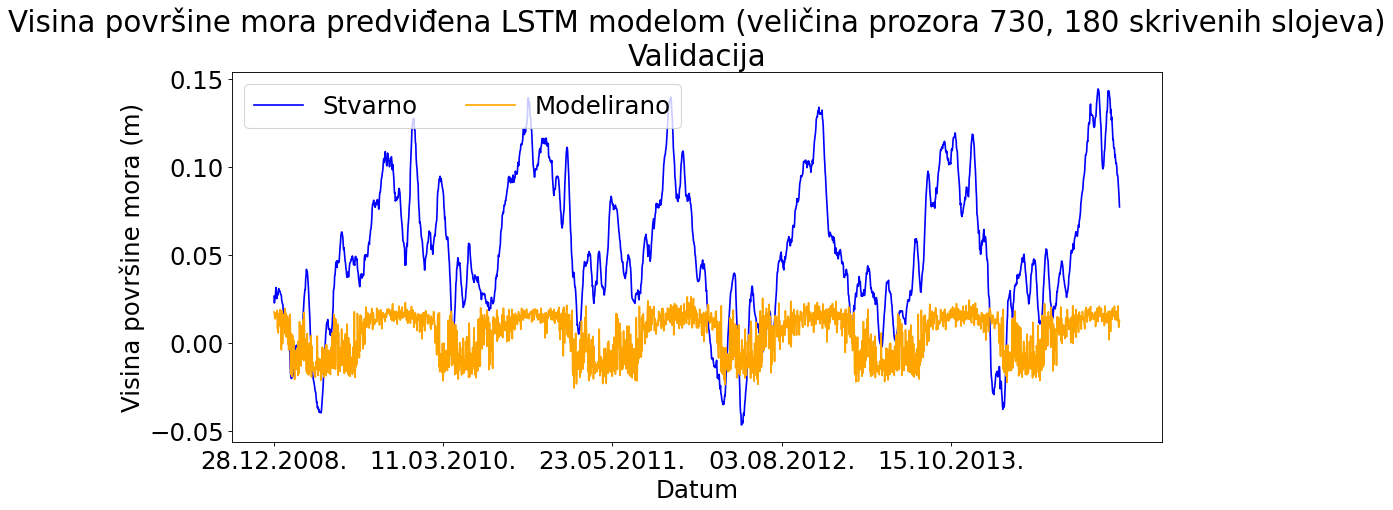 Visina površine mora predviđena LSTM modelom (veličina prozora 730, 180 skrivenih slojeva)
Validacija
Stvarno
Modelirano
Visina površine mora (m)
0.15
0.10
0.05
0.00
−0.05
28.12.2008.
11.03.2010.
23.05.2011.
03.08.2012.
15.10.2013.
Datum